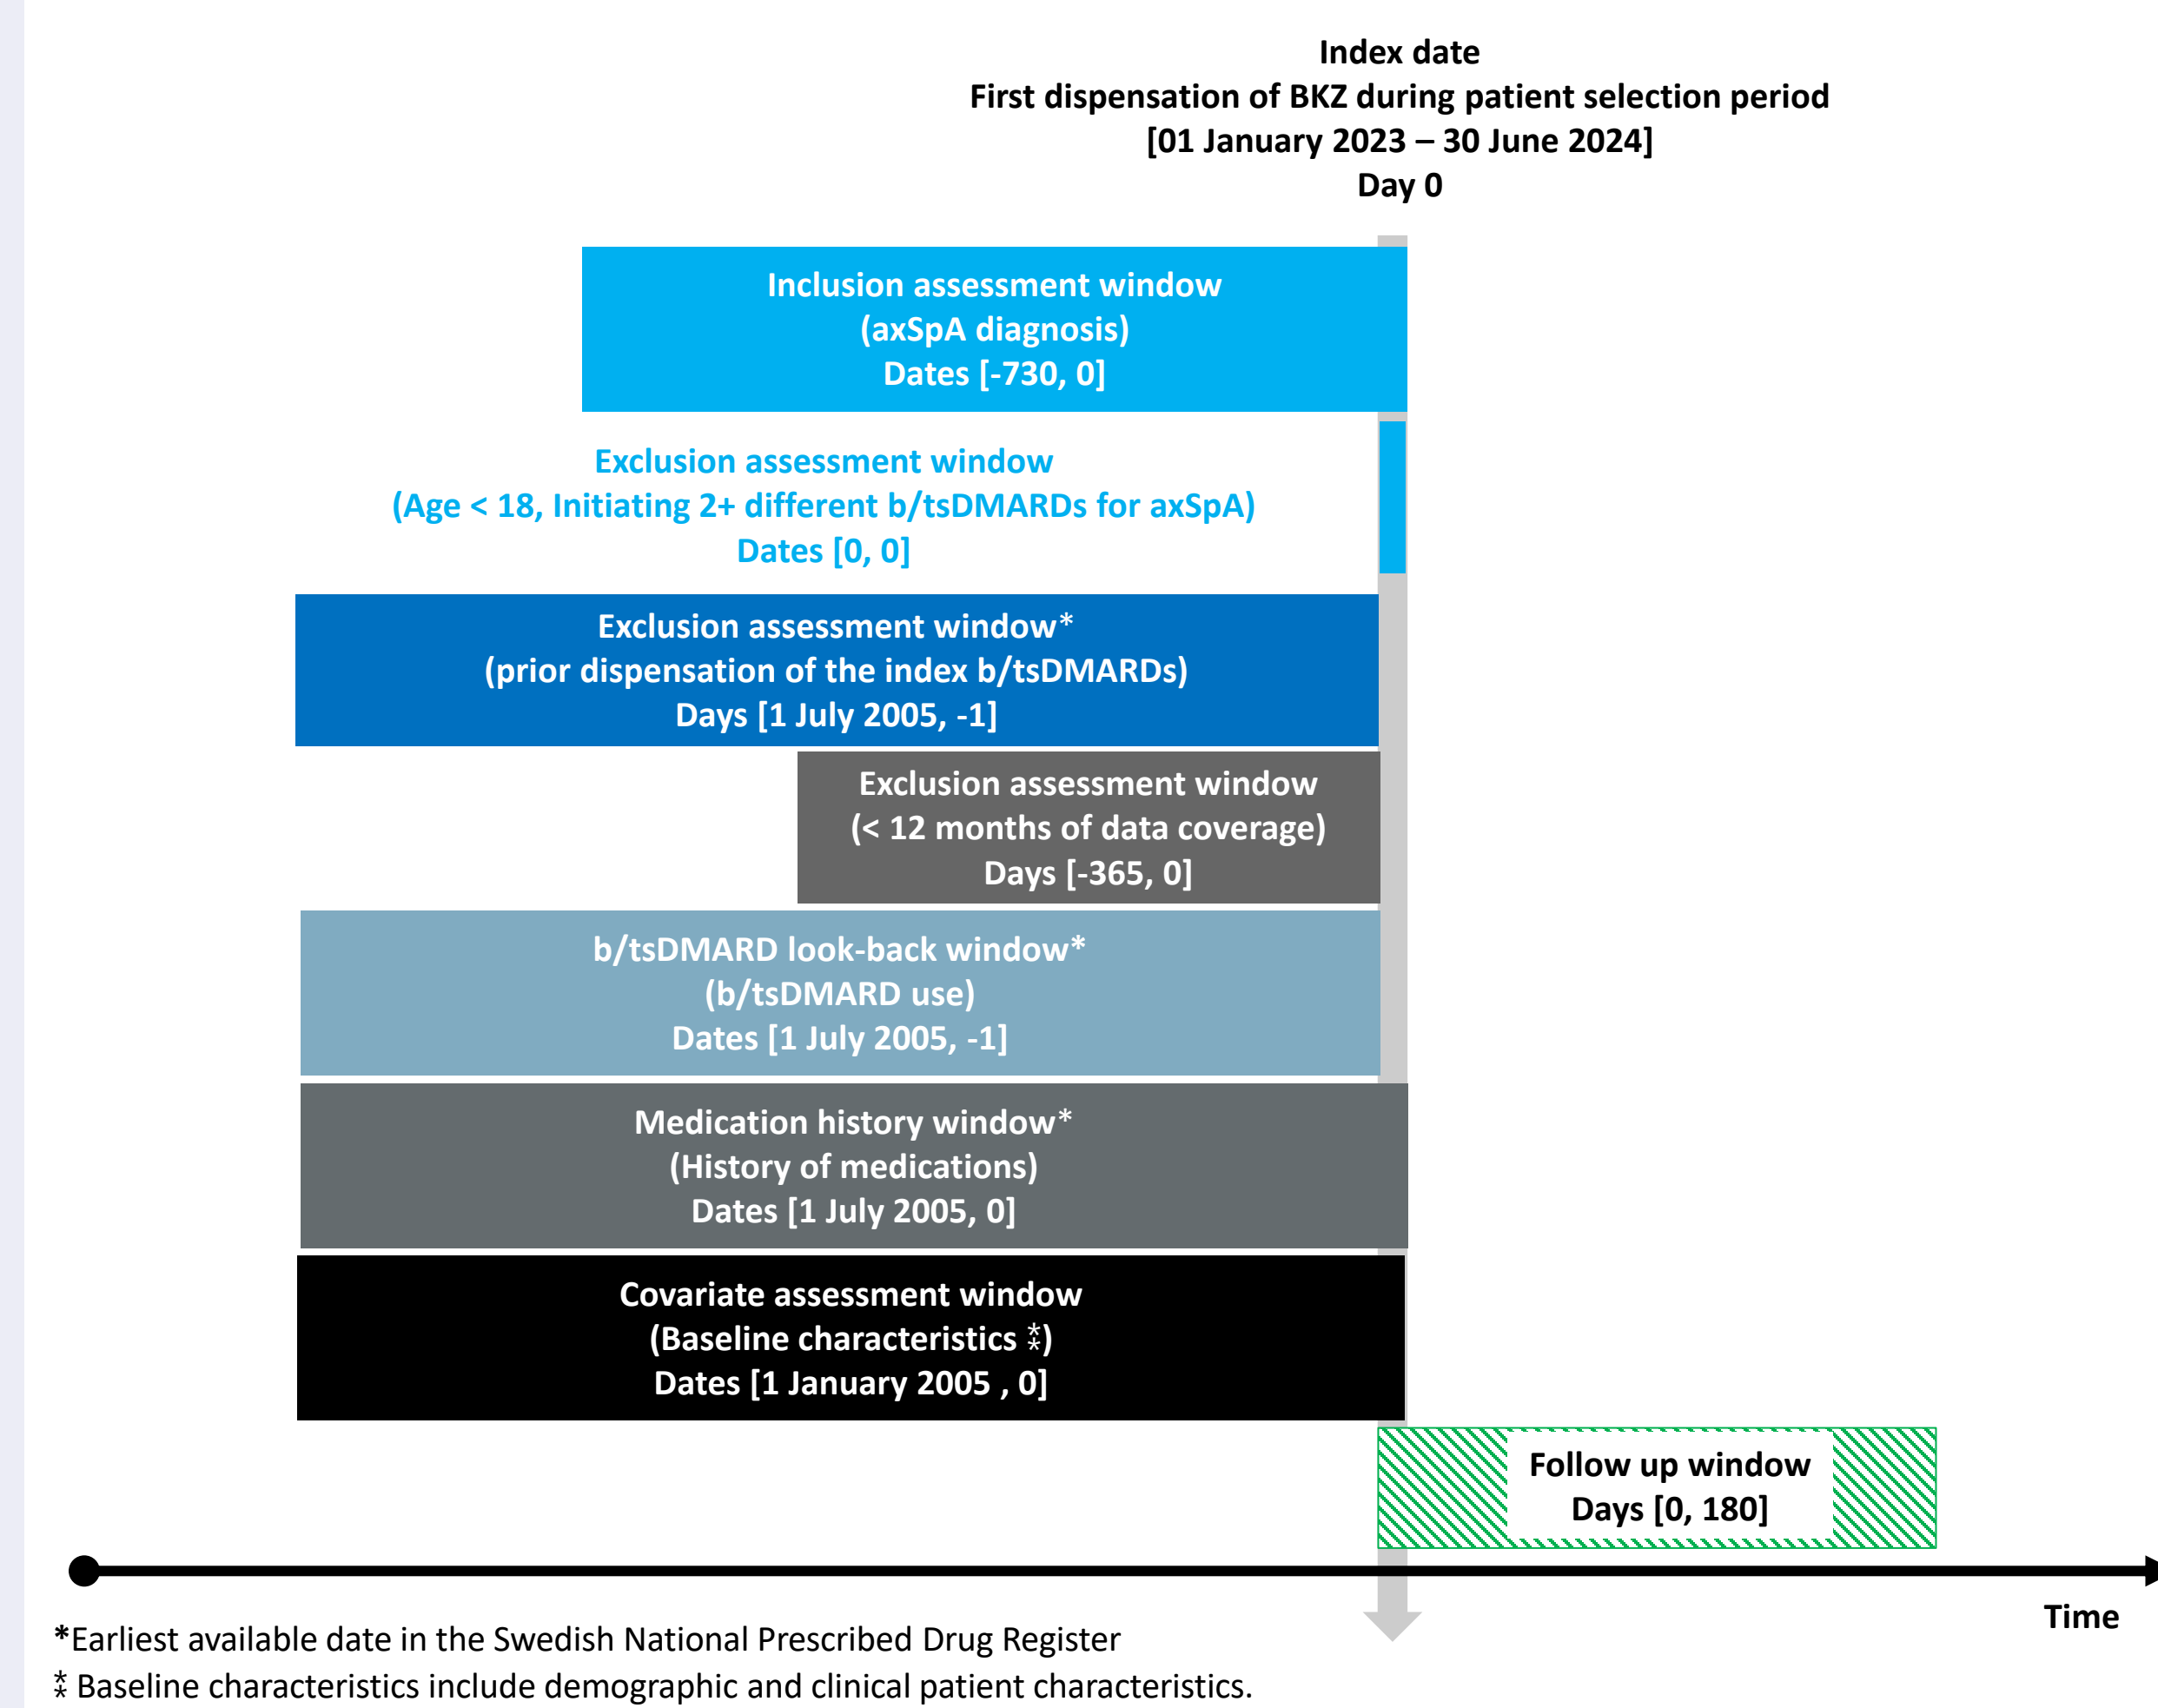 Index date
First dispensation of BKZ during patient selection period
[01 January 2023 – 30 June 2024]
Day 0
Inclusion assessment window
(axSpA diagnosis)
Dates [-730, 0]
Exclusion assessment window
(Age < 18, Initiating 2+ different b/tsDMARDs for axSpA)
Dates [0, 0]
Exclusion assessment window*
(prior dispensation of the index b/tsDMARDs)
Days [1 July 2005, -1]
Exclusion assessment window
(< 12 months of data coverage)
Days [-365, 0]
b/tsDMARD look-back window*
(b/tsDMARD use)
Dates [1 July 2005, -1]
Medication history window*
(History of medications)
Dates [1 July 2005, 0]
Covariate assessment window
(Baseline characteristics ⁑)
Dates [1 January 2005 , 0]
Follow up window
Days [0, 180]
Time
*Earliest available date in the Swedish National Prescribed Drug Register
⁑ Baseline characteristics include demographic and clinical patient characteristics.